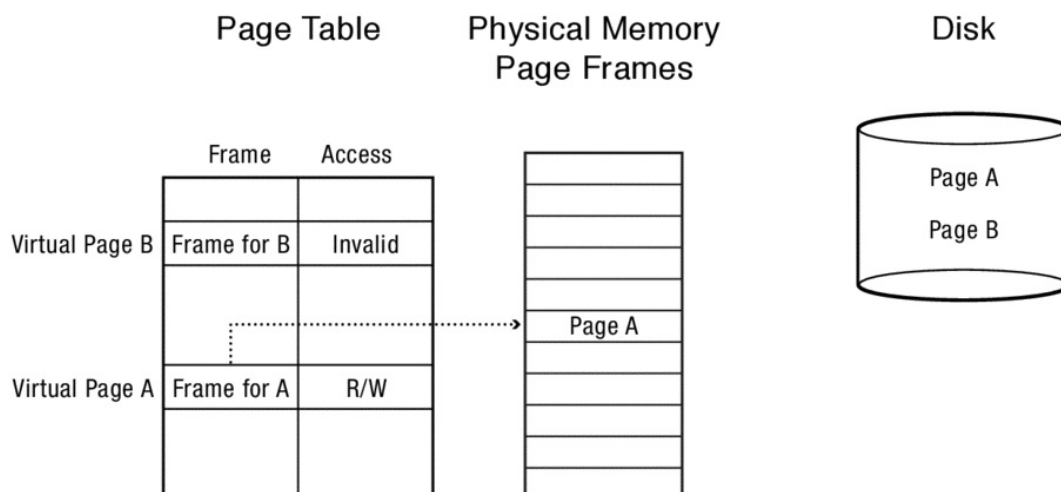 Page Table
Physical Memory
Page Frames
Disk
Frame
Access
Page A
Page B
Virtual Page B
Frame for B
Invalid
Page A
Virtual Page A
Frame for A
R/W